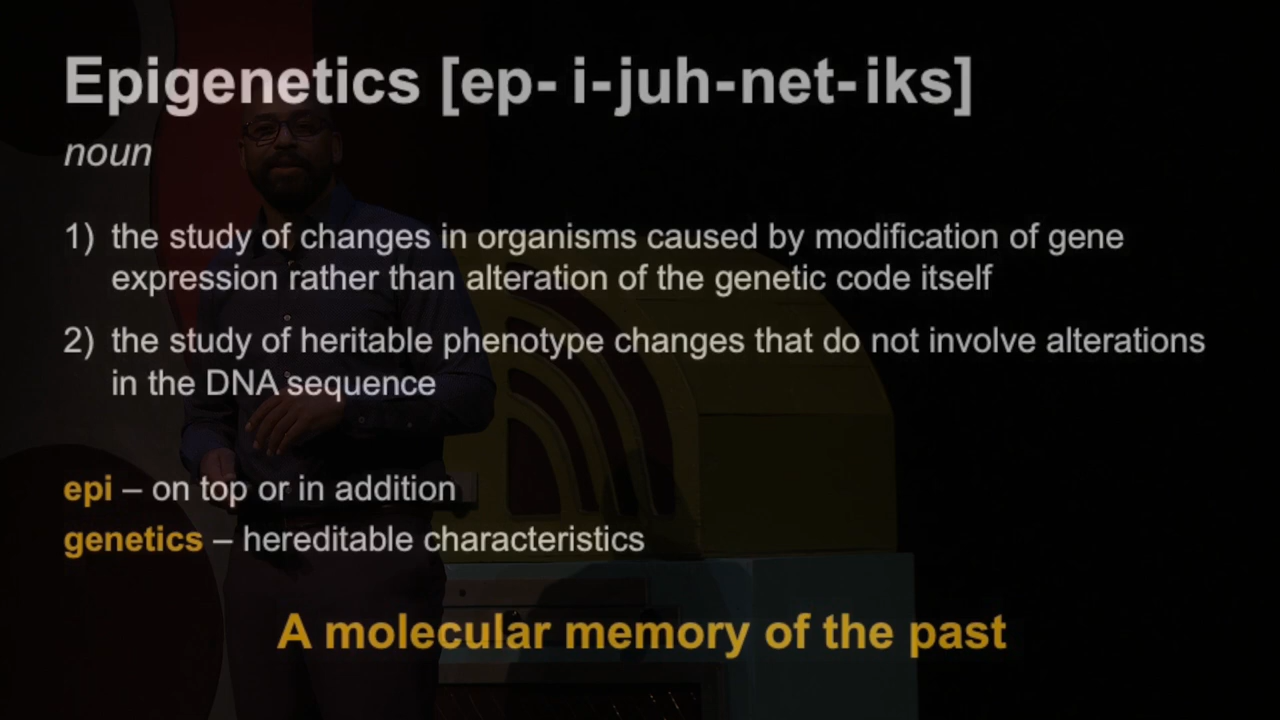 Epigenetics [ep- i-juh-net- iks]
noun
1) the study of changes in organisms caused by modification of gene
expression rather than alteration of the genetic code itself
2) the study of heritable phenotype changes that do not involve alterations
in the DNA sequence
epi – on top or in addition
genetics – hereditable characteristics
A molecular memory of the past